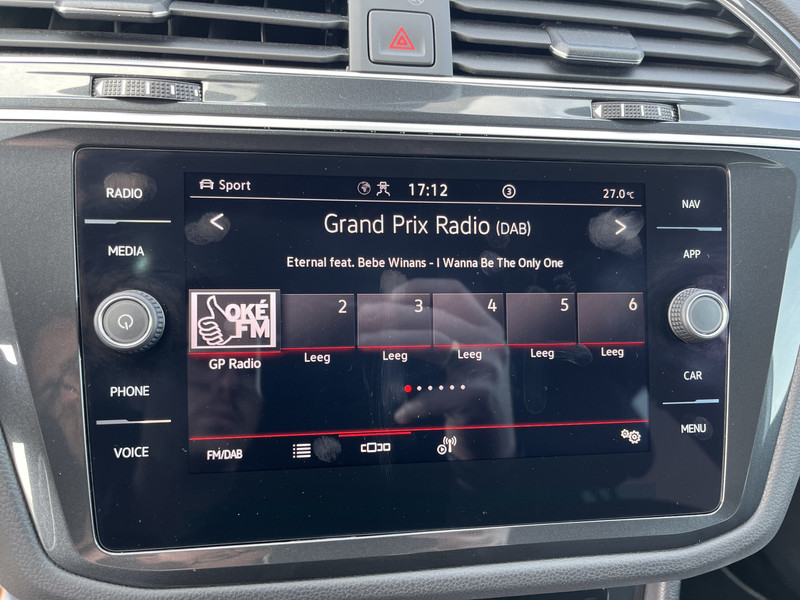 RADIO
MEDIA
PHONE
VOICE
Sport
17:12
3
27.0°C
Grand Prix Radio (DAB)
Eternal feat. Bebe Winans - I Wanna Be The Only One
OKÉ
FM
2
3
4
5
6
GP Radio
Leeg
Leeg
Leeg
Leeg
Leeg
FM/DAB
NAV
APP
CAR
MENU